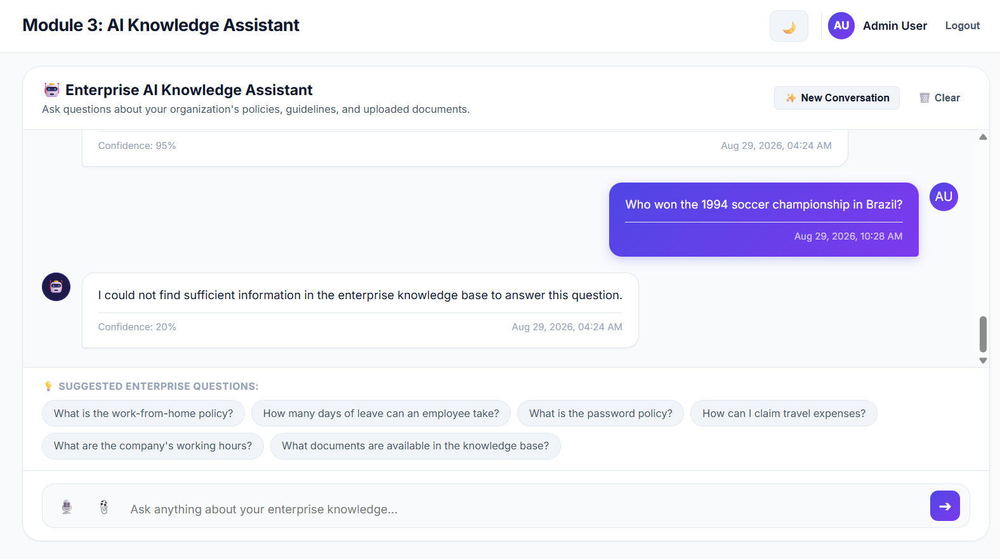 Module 3: AI Knowledge Assistant
AU
Admin User
Logout
Enterprise AI Knowledge Assistant
Ask questions about your organization's policies, guidelines, and uploaded documents.
New Conversation
Clear
Confidence: 95%
Aug 29, 2026, 04:24 AM
Who won the 1994 soccer championship in Brazil?
Aug 29, 2026, 10:28 AM
AU
I could not find sufficient information in the enterprise knowledge base to answer this question.
Confidence: 20%
Aug 29, 2026, 04:24 AM
SUGGESTED ENTERPRISE QUESTIONS:
What is the work-from-home policy?
How many days of leave can an employee take?
What is the password policy?
How can I claim travel expenses?
What are the company's working hours?
What documents are available in the knowledge base?
Ask anything about your enterprise knowledge...